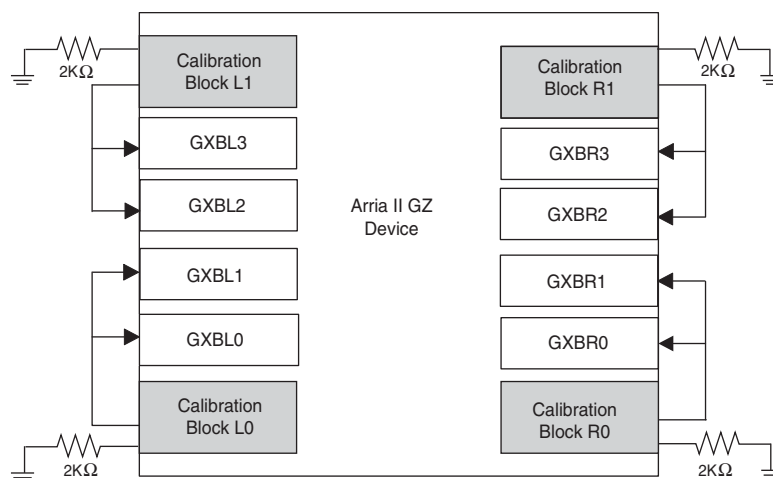 Calibration
Block L1
2KΩ
GXBL3
GXBL2
GXBL1
GXBL0
Calibration
Block L0
2KΩ
Arria II GZ
Device
Calibration
Block R1
2KΩ
GXBR3
GXBR2
GXBR1
GXBR0
Calibration
Block R0
2KΩ